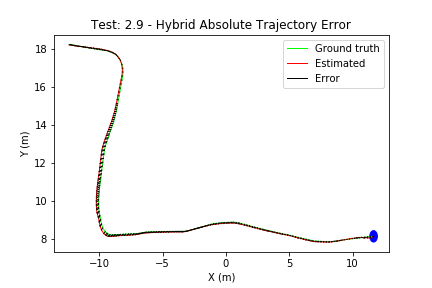 Test: 2.9 - Hybrid Absolute Trajectory Error
Ground truth
Estimated
Error
Y (m)
18
16
14
12
10
8
−10
−5
0
5
10
X (m)